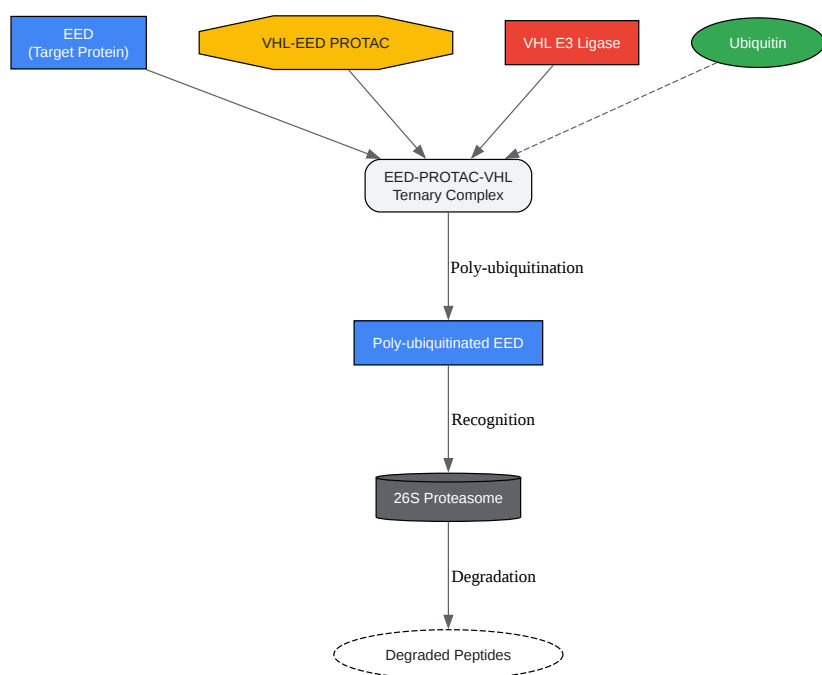 EED
(Target Protein)
VHL-EED PROTAC
VHL E3 Ligase
Ubiquitin
EED-PROTAC-VHL
Ternary Complex
Poly-ubiquitination
Poly-ubiquitinated EED
Recognition
26S Proteasome
Degradation
Degraded Peptides